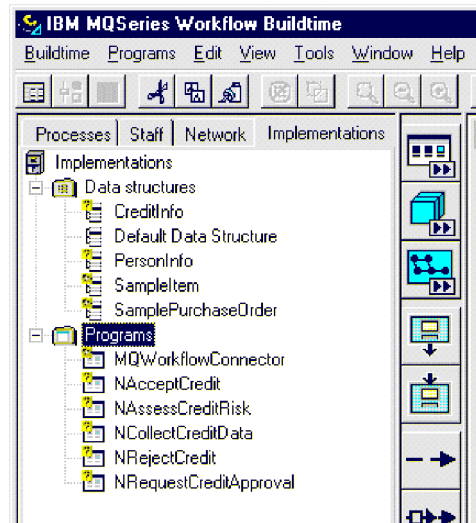 IBM MQSeries Workflow Buildtime
Buildtime Programs Edit View Tools Window Help
Processes Staff Network Implementations
Implementations
Data structures
CreditInfo
Default Data Structure
PersonInfo
SampleItem
SamplePurchaseOrder
Programs
MQWorkflowConnector
NAcceptCredit
NAssessCreditRisk
NCollectCreditData
NRejectCredit
NRequestCreditApproval